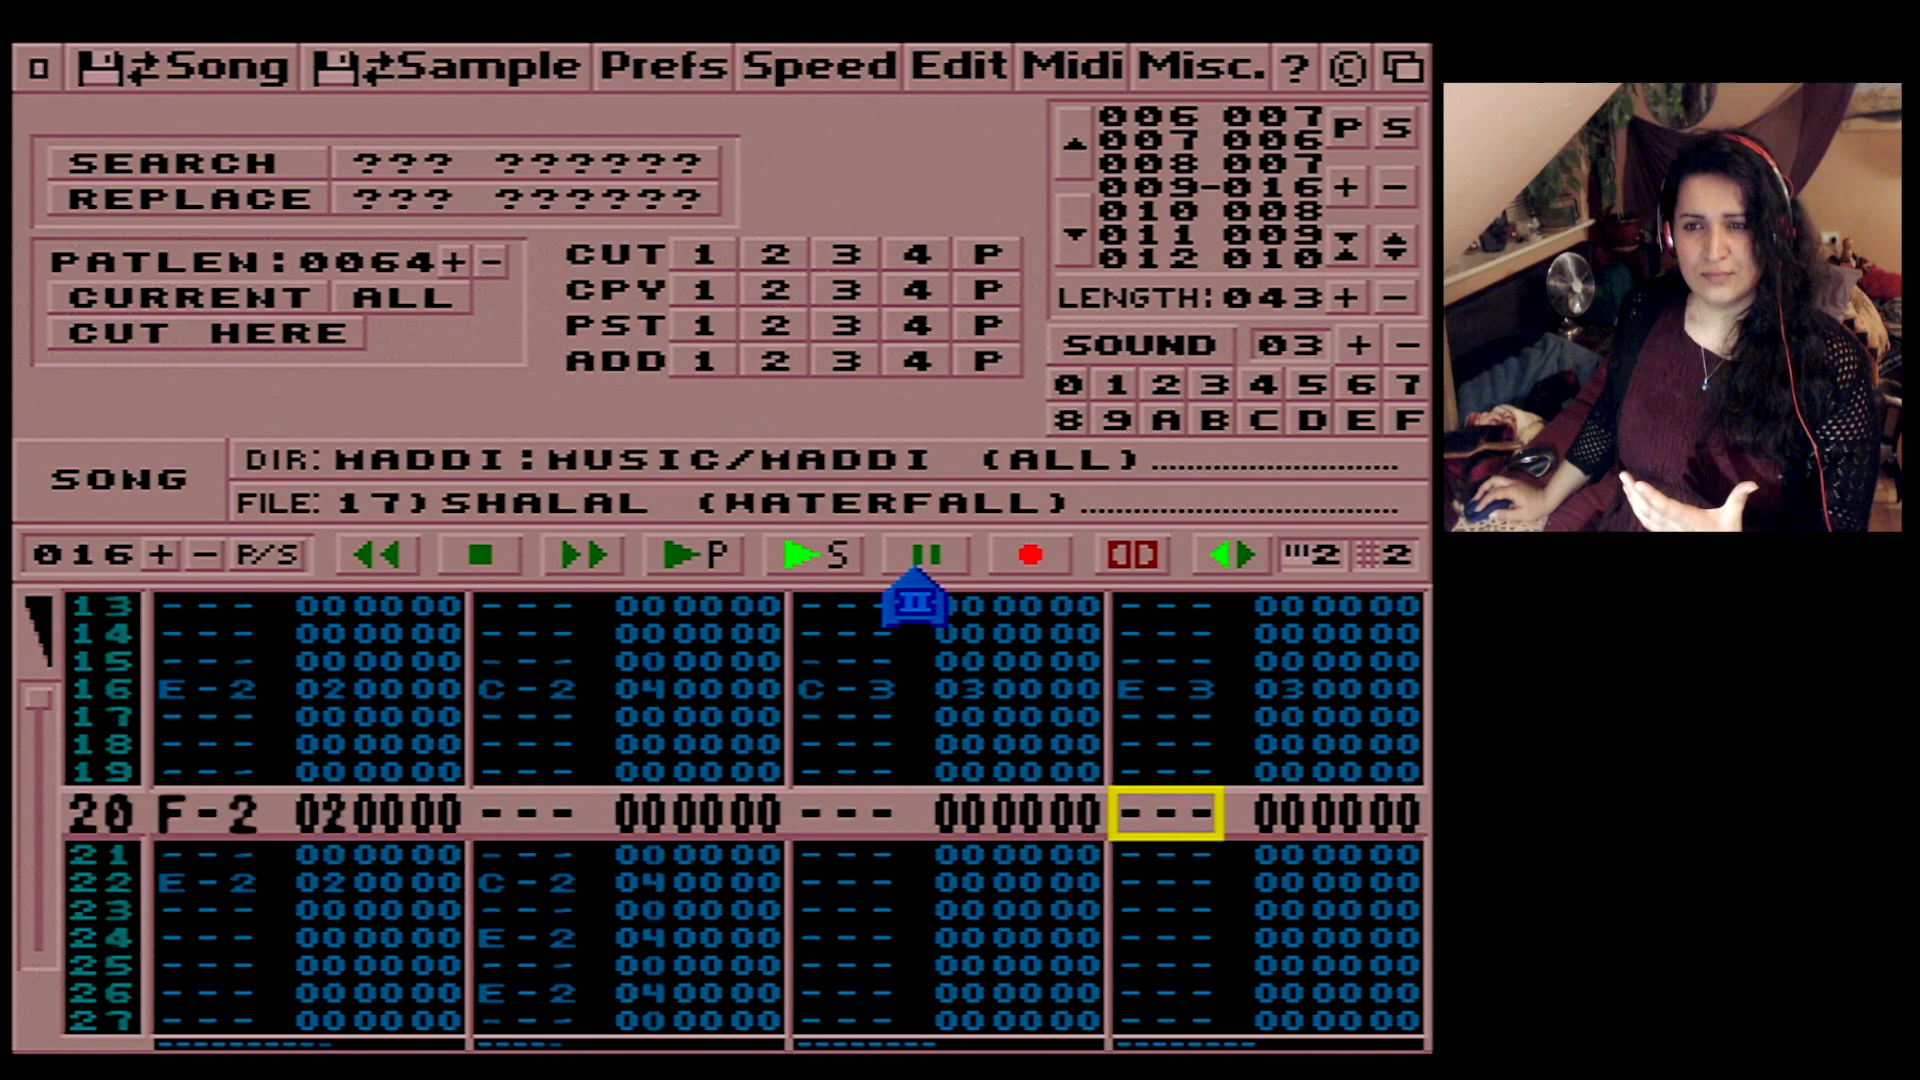 Song Sample Prefs Speed Edit Midi Misc. ? ©
SEARCH ??? ??????
REPLACE ??? ??????
PATLEN:0064+-
CURRENT ALL
CUT HERE
CUT 1 2 3 4 P
CPY 1 2 3 4 P
PST 1 2 3 4 P
ADD 1 2 3 4 P
006 007 P S
007 006
008 007
009-016 + -
010 008
011 009
012 010
LENGTH:043 + -
SOUND 03 + -
0 1 2 3 4 5 6 7
8 9 A B C D E F
SONG
DIR: HADDI:MUSIC/HADDI (ALL)
FILE: 17)SHALAL (WATERFALL)
016 + - P/S P S 2 #2
13 --- 000000 --- 000000 --- 000000 --- 000000
14 --- 000000 --- 000000 --- 000000 --- 000000
15 --- 000000 --- 000000 --- 000000 --- 000000
16 E-2 020000 C-2 040000 C-3 030000 E-3 030000
17 --- 000000 --- 000000 --- 000000 --- 000000
18 --- 000000 --- 000000 --- 000000 --- 000000
19 --- 000000 --- 000000 --- 000000 --- 000000
20 F-2 020000 --- 000000 --- 000000 --- 000000
21 --- 000000 --- 000000 --- 000000 --- 000000
22 E-2 020000 C-2 040000 --- 000000 --- 000000
23 --- 000000 --- 000000 --- 000000 --- 000000
24 --- 000000 E-2 040000 --- 000000 --- 000000
25 --- 000000 --- 000000 --- 000000 --- 000000
26 --- 000000 E-2 040000 --- 000000 --- 000000
27 --- 000000 --- 000000 --- 000000 --- 000000